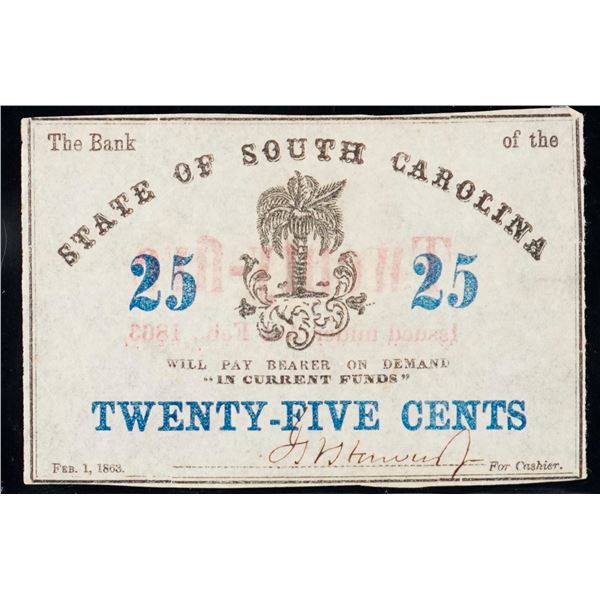 The Bank of the
STATE OF SOUTH CAROLINA
25 25
WILL PAY BEARER ON DEMAND
"IN CURRENT FUNDS"
TWENTY-FIVE CENTS
FEB. 1, 1863. For Cashier.